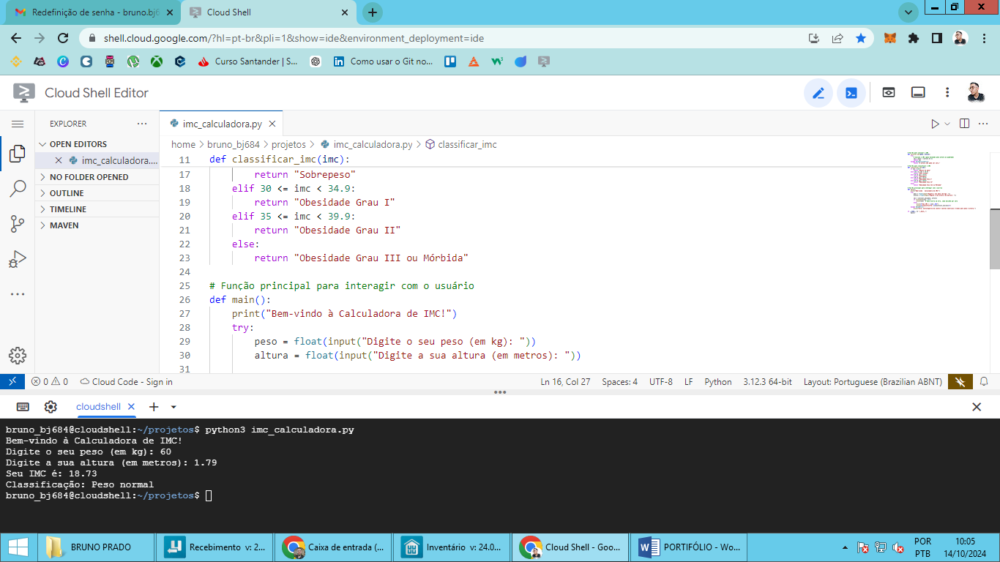 Redefinição de senha - bruno.bj6
Cloud Shell
shell.cloud.google.com/?hl=pt-br&pli=1&show=ide&environment_deployment=ide
Curso Santander | S...
Como usar o Git no...
Cloud Shell Editor
EXPLORER
OPEN EDITORS
imc_calculadora....
NO FOLDER OPENED
OUTLINE
TIMELINE
MAVEN
imc_calculadora.py
home > bruno_bj684 > projetos > imc_calculadora.py > classificar_imc
11 def classificar_imc(imc):
17 return "Sobrepeso"
18 elif 30 <= imc < 34.9:
19 return "Obesidade Grau I"
20 elif 35 <= imc < 39.9:
21 return "Obesidade Grau II"
22 else:
23 return "Obesidade Grau III ou Mórbida"
24
25 # Função principal para interagir com o usuário
26 def main():
27 print("Bem-vindo à Calculadora de IMC!")
28 try:
29 peso = float(input("Digite o seu peso (em kg): "))
30 altura = float(input("Digite a sua altura (em metros): "))
31
0 0 Cloud Code - Sign in
Ln 16, Col 27 Spaces: 4 UTF-8 LF Python 3.12.3 64-bit Layout: Portuguese (Brazilian ABNT)
cloudshell
bruno_bj684@cloudshell:~/projetos$ python3 imc_calculadora.py
Bem-vindo à Calculadora de IMC!
Digite o seu peso (em kg): 60
Digite a sua altura (em metros): 1.79
Seu IMC é: 18.73
Classificação: Peso normal
bruno_bj684@cloudshell:~/projetos$
BRUNO PRADO
Recebimento v: 2...
Caixa de entrada (...
Inventário v: 24.0...
Cloud Shell - Goo...
PORTIFÓLIO - Wo...
POR
PTB
10:05
14/10/2024